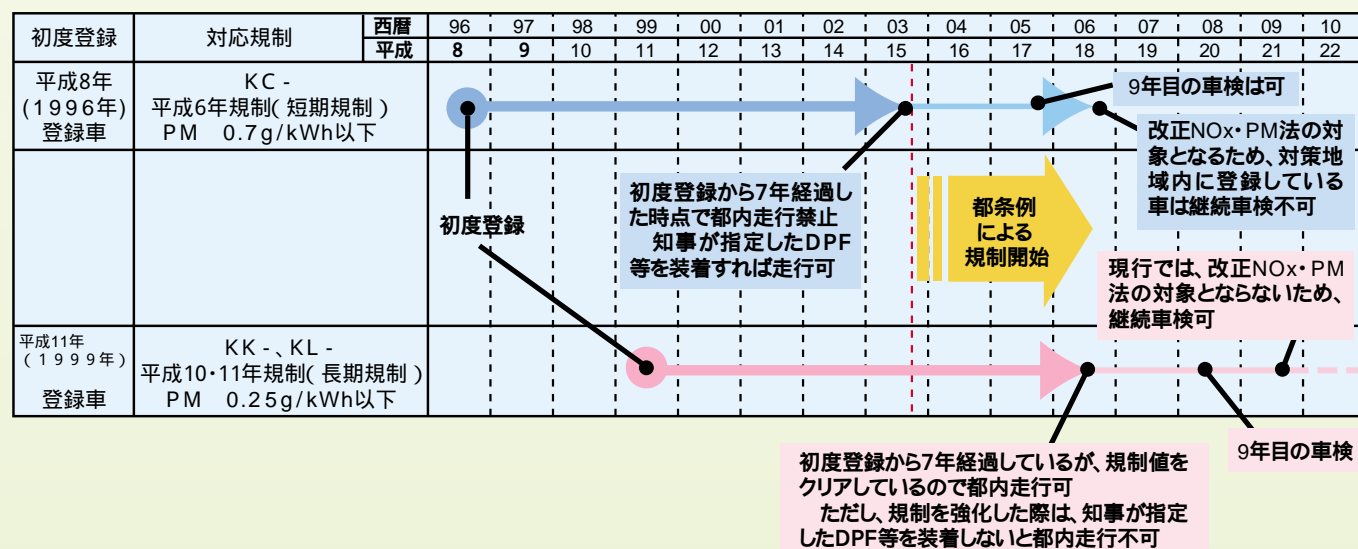 初度登録 対応規制 西暦 96 97 98 99 00 01 02 03 04 05 06 07 08 09 10
平成 8 9 10 11 12 13 14 15 16 17 18 19 20 21 22
平成8年
(1996年)
登録車
KC-
平成6年規制(短期規制)
PM 0.7g/kWh以下
9年目の車検は可
改正NOx・PM法の対
象となるため、対策地
域内に登録している
車は継続車検不可
初度登録から7年経過し
た時点で都内走行禁止
知事が指定したDPF
等を装着すれば走行可
初度登録
都条例
による
規制開始
現行では、改正NOx・PM
法の対象とならないため、
継続車検可
平成11年
(1999年)
登録車
KK-、KL-
平成10・11年規制(長期規制)
PM 0.25g/kWh以下
初度登録から7年経過しているが、規制値を
クリアしているので都内走行可
ただし、規制を強化した際は、知事が指定
したDPF等を装着しないと都内走行不可
9年目の車検